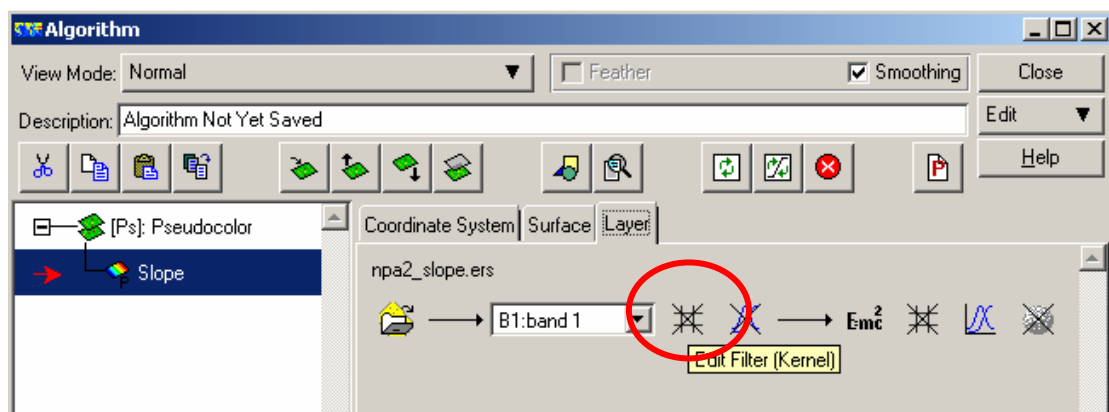 Algorithm
View Mode: Normal Feather Smoothing Close
Description: Algorithm Not Yet Saved Edit
Help
[Ps]: Pseudocolor Coordinate System Surface Layer
Slope npa2_slope.ers
B1:band 1 Emc2
Edit Filter (Kernel)